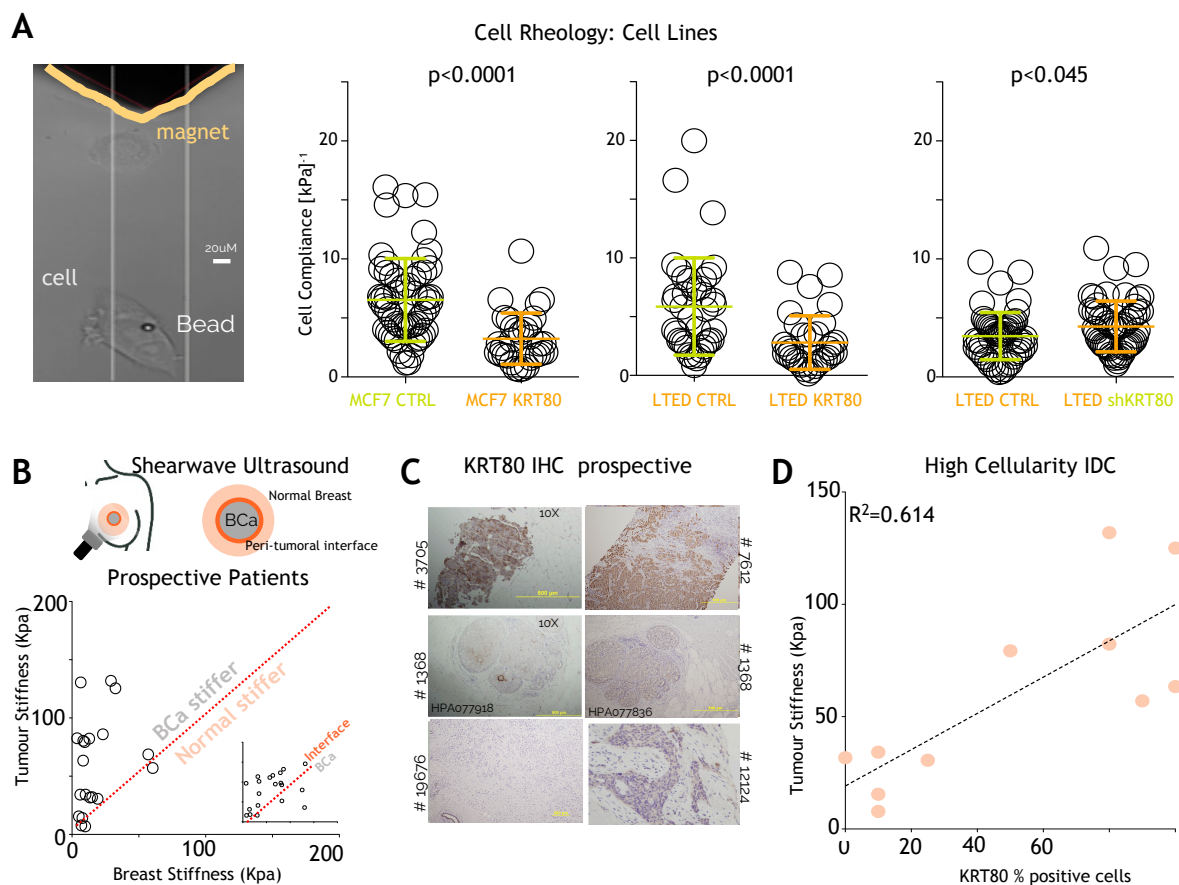 A
Cell Rheology: Cell Lines
magnet
20uM
cell
Bead
Cell Compliance [kPa]-1
p<0.0001
20
10
0
MCF7 CTRL
MCF7 KRT80
p<0.0001
20
10
0
LTED CTRL
LTED KRT80
p<0.045
20
10
0
LTED CTRL
LTED shKRT80
B
Shearwave Ultrasound
Normal Breast
BCa
Peri-tumoral interface
Prospective Patients
200
100
0
Tumour Stiffness (Kpa)
BCa stiffer
Normal stiffer
Interface
BCa
0
100
200
Breast Stiffness (Kpa)
C
KRT80 IHC prospective
# 3705
10X
# 7612
# 1368
10X
HPA077918
HPA077836
# 1368
# 19676
# 12124
D
High Cellularity IDC
R2=0.614
150
100
50
0
Tumour Stiffness (Kpa)
0
20
40
60
80
KRT80 % positive cells